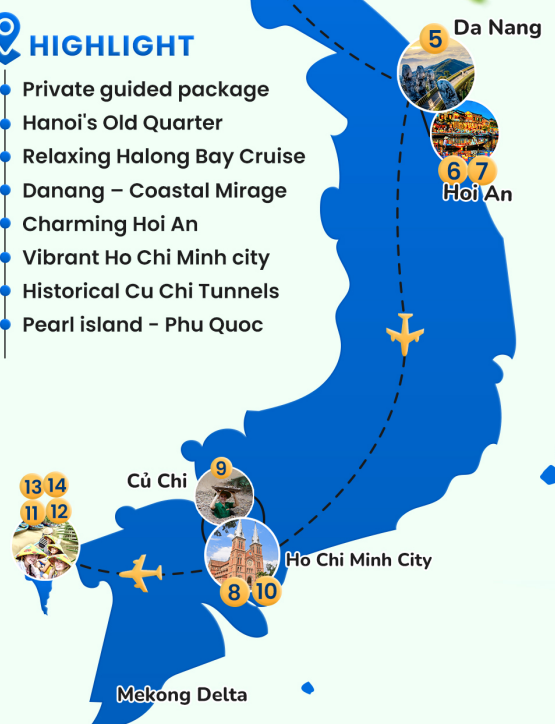 HIGHLIGHT
Private guided package
Hanoi's Old Quarter
Relaxing Halong Bay Cruise
Danang – Coastal Mirage
Charming Hoi An
Vibrant Ho Chi Minh city
Historical Cu Chi Tunnels
Pearl island - Phu Quoc
5
Da Nang
6 7
Hoi An
9
Củ Chi
13 14
11 12
Ho Chi Minh City
8 10
Mekong Delta